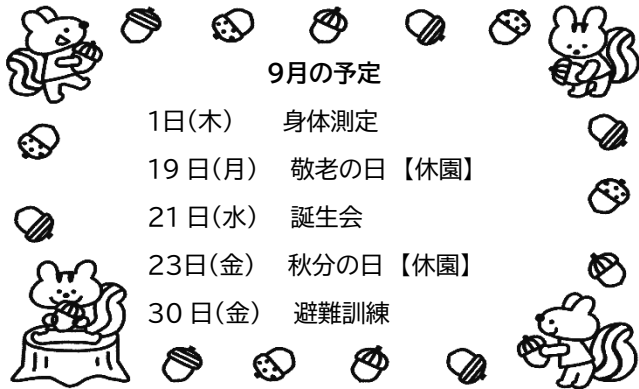 9月の予定
1日(木) 身体測定
19日(月) 敬老の日【休園】
21日(水) 誕生会
23日(金) 秋分の日【休園】
30日(金) 避難訓練